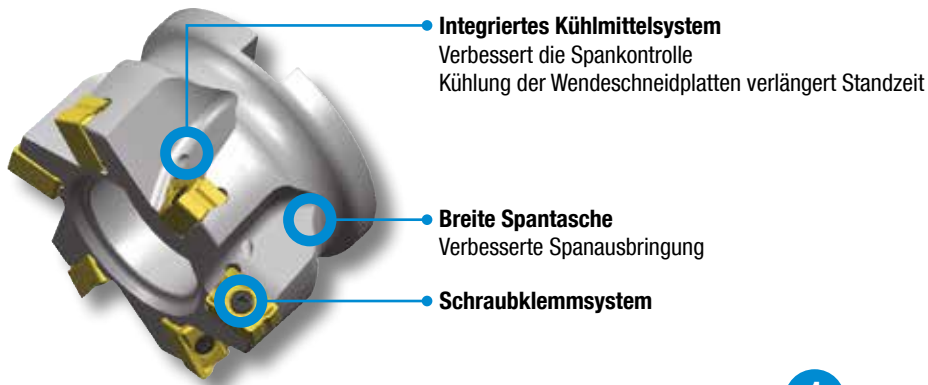 Integriertes Kühlmittelsystem
Verbessert die Spankontrolle
Kühlung der Wendeschneidplatten verlängert Standzeit
Breite Spantasche
Verbesserte Spanausbringung
Schraubklemmsystem